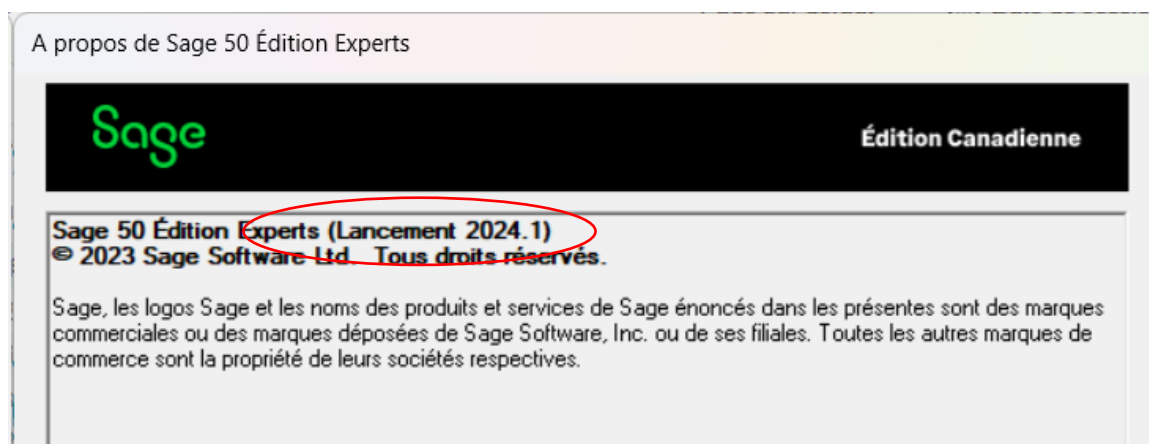 A propos de Sage 50 Édition Experts
Sage
Édition Canadienne
Sage 50 Édition Experts (Lancement 2024.1)
© 2023 Sage Software Ltd. Tous droits réservés.
Sage, les logos Sage et les noms des produits et services de Sage énoncés dans les présentes sont des marques
commerciales ou des marques déposées de Sage Software, Inc. ou de ses filiales. Toutes les autres marques de
commerce sont la propriété de leurs sociétés respectives.